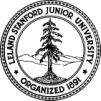 LELAND STANFORD JUNIOR UNIVERSITY
ORGANIZED 1891